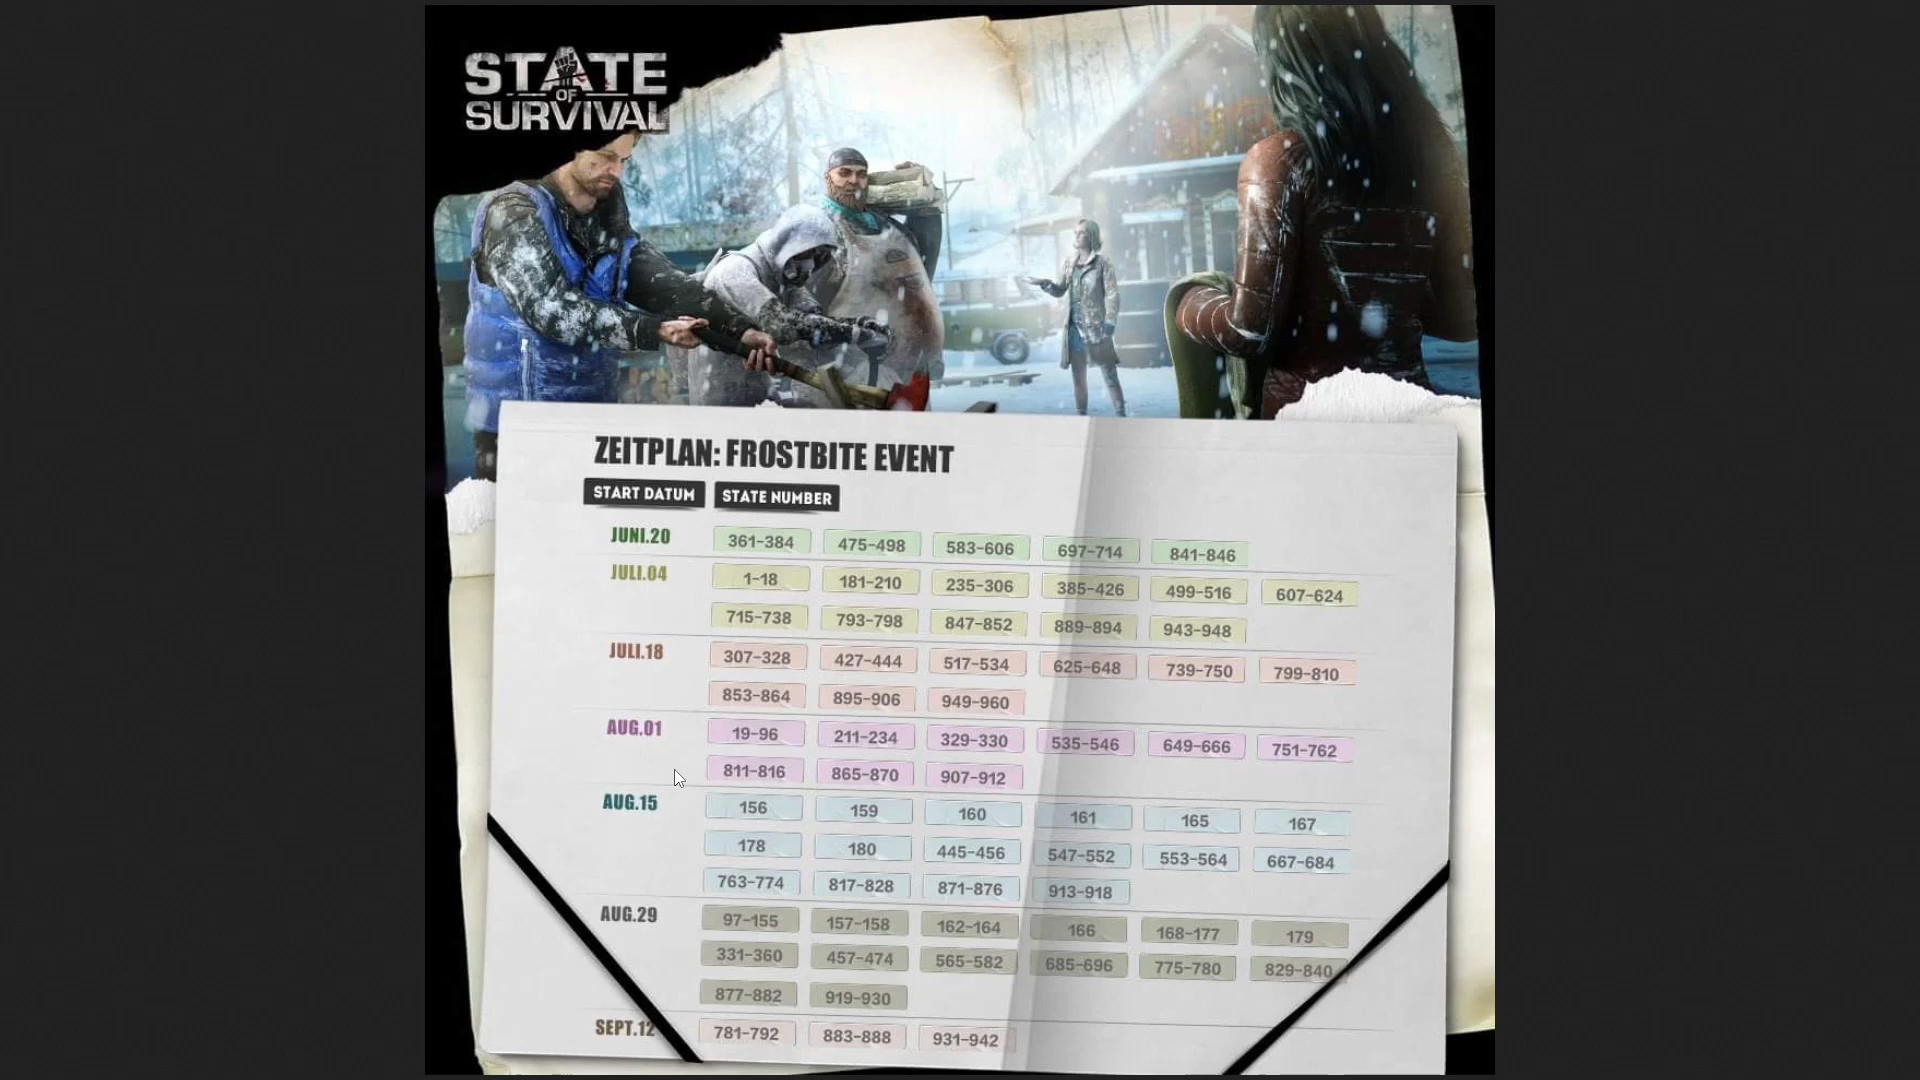 STATE
OF
SURVIVAL
ZEITPLAN: FROSTBITE EVENT
START DATUM STATE NUMBER
JUNI.20 361-384 475-498 583-606 697-714 841-846
JULI.04 1-18 181-210 235-306 385-426 499-516 607-624
715-738 793-798 847-852 889-894 943-948
JULI.18 307-328 427-444 517-534 625-648 739-750 799-810
853-864 895-906 949-960
AUG.01 19-96 211-234 329-330 535-546 649-666 751-762
811-816 865-870 907-912
AUG.15 156 159 160 161 165 167
178 180 445-456 547-552 553-564 667-684
763-774 817-828 871-876 913-918
AUG.29 97-155 157-158 162-164 166 168-177 179
331-360 457-474 565-582 685-696 775-780 829-840
877-882 919-930
SEPT.12 781-792 883-888 931-942